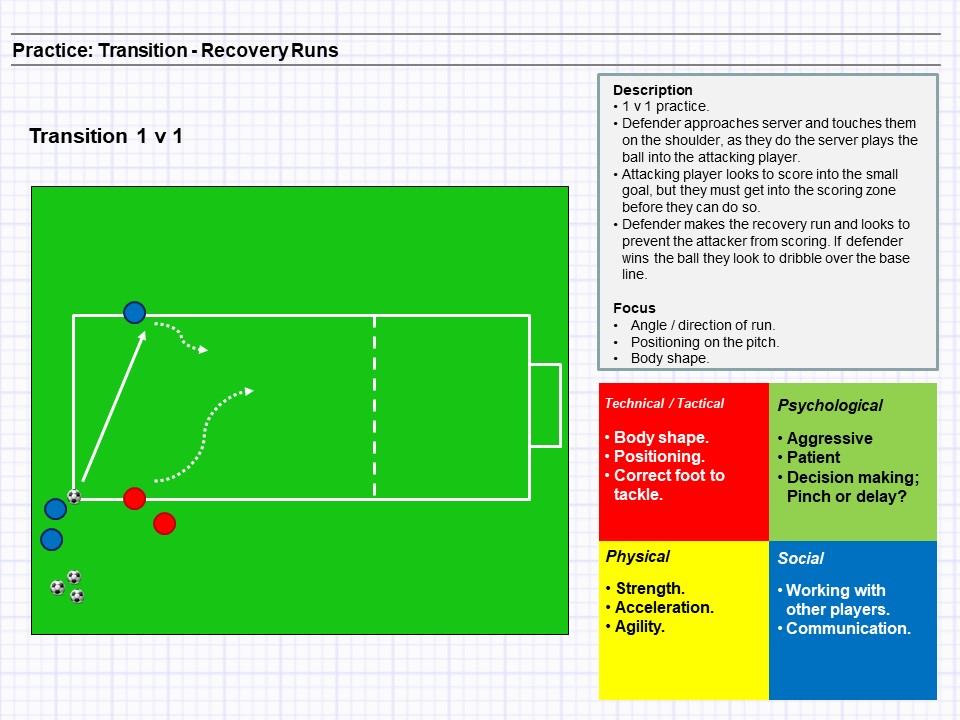 Practice: Transition - Recovery Runs
Transition 1 v 1
Description
• 1 v 1 practice.
• Defender approaches server and touches them
on the shoulder, as they do the server plays the
ball into the attacking player.
• Attacking player looks to score into the small
goal, but they must get into the scoring zone
before they can do so.
• Defender makes the recovery run and looks to
prevent the attacker from scoring. If defender
wins the ball they look to dribble over the base
line.
Focus
• Angle / direction of run.
• Positioning on the pitch.
• Body shape.
Technical / Tactical
• Body shape.
• Positioning.
• Correct foot to
tackle.
Psychological
• Aggressive
• Patient
• Decision making;
Pinch or delay?
Physical
• Strength.
• Acceleration.
• Agility.
Social
• Working with
other players.
• Communication.